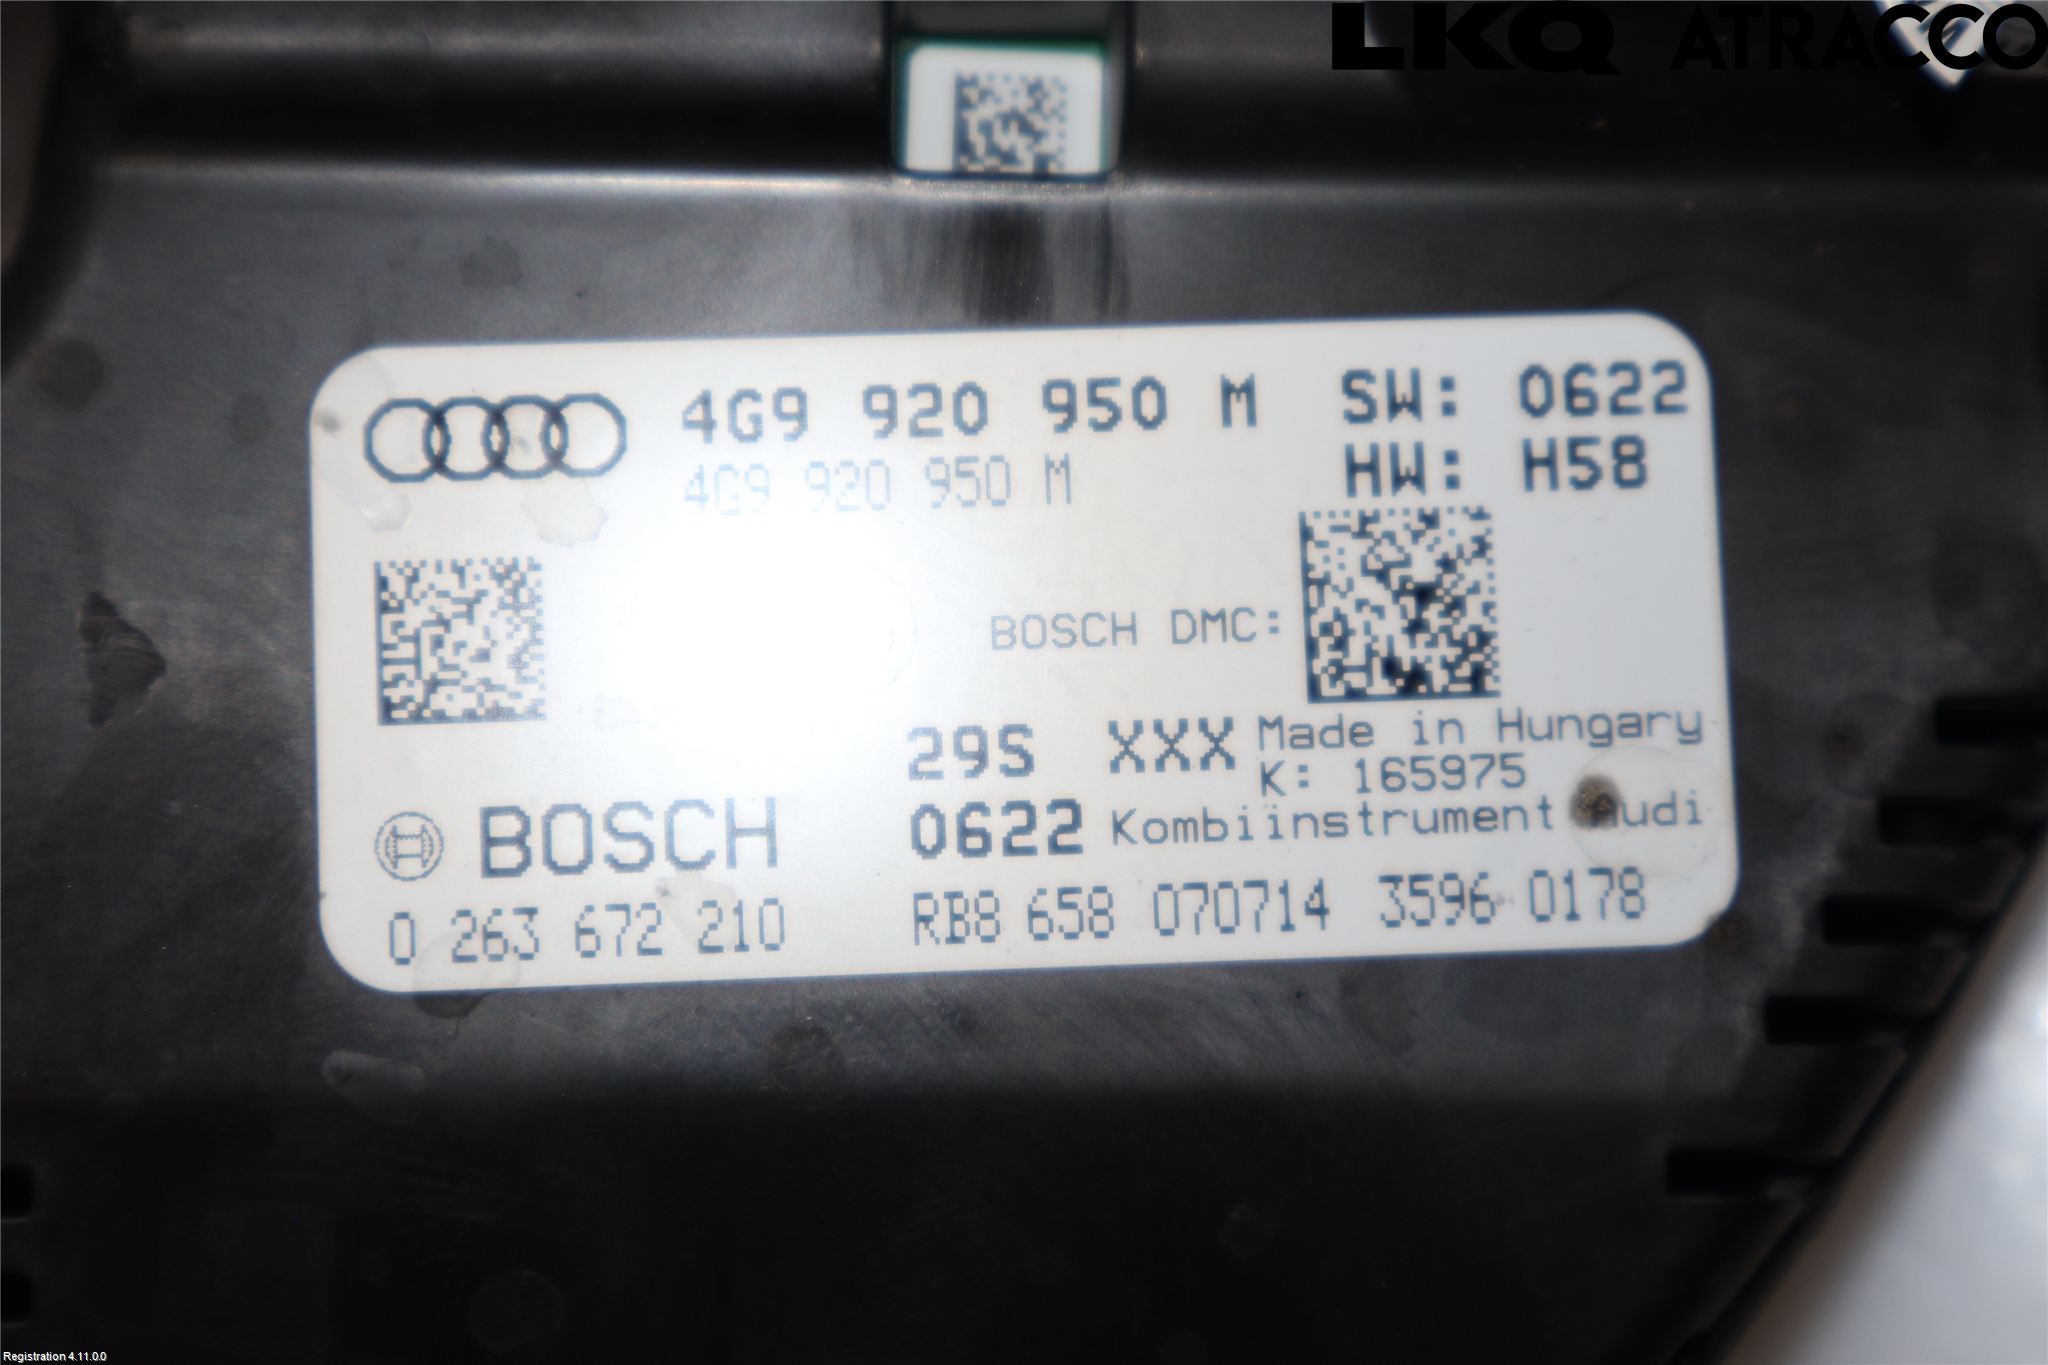 LKQ ATRACCO
4G9 920 950 M SW: 0622
4G9 920 950 M HW: H58
BOSCH DMC:
29S XXX Made in Hungary
K: 165975
BOSCH 0622 Kombiinstrument Audi
0 263 672 210 RB8 658 070714 3596 0178
Registration 4.11.0.0